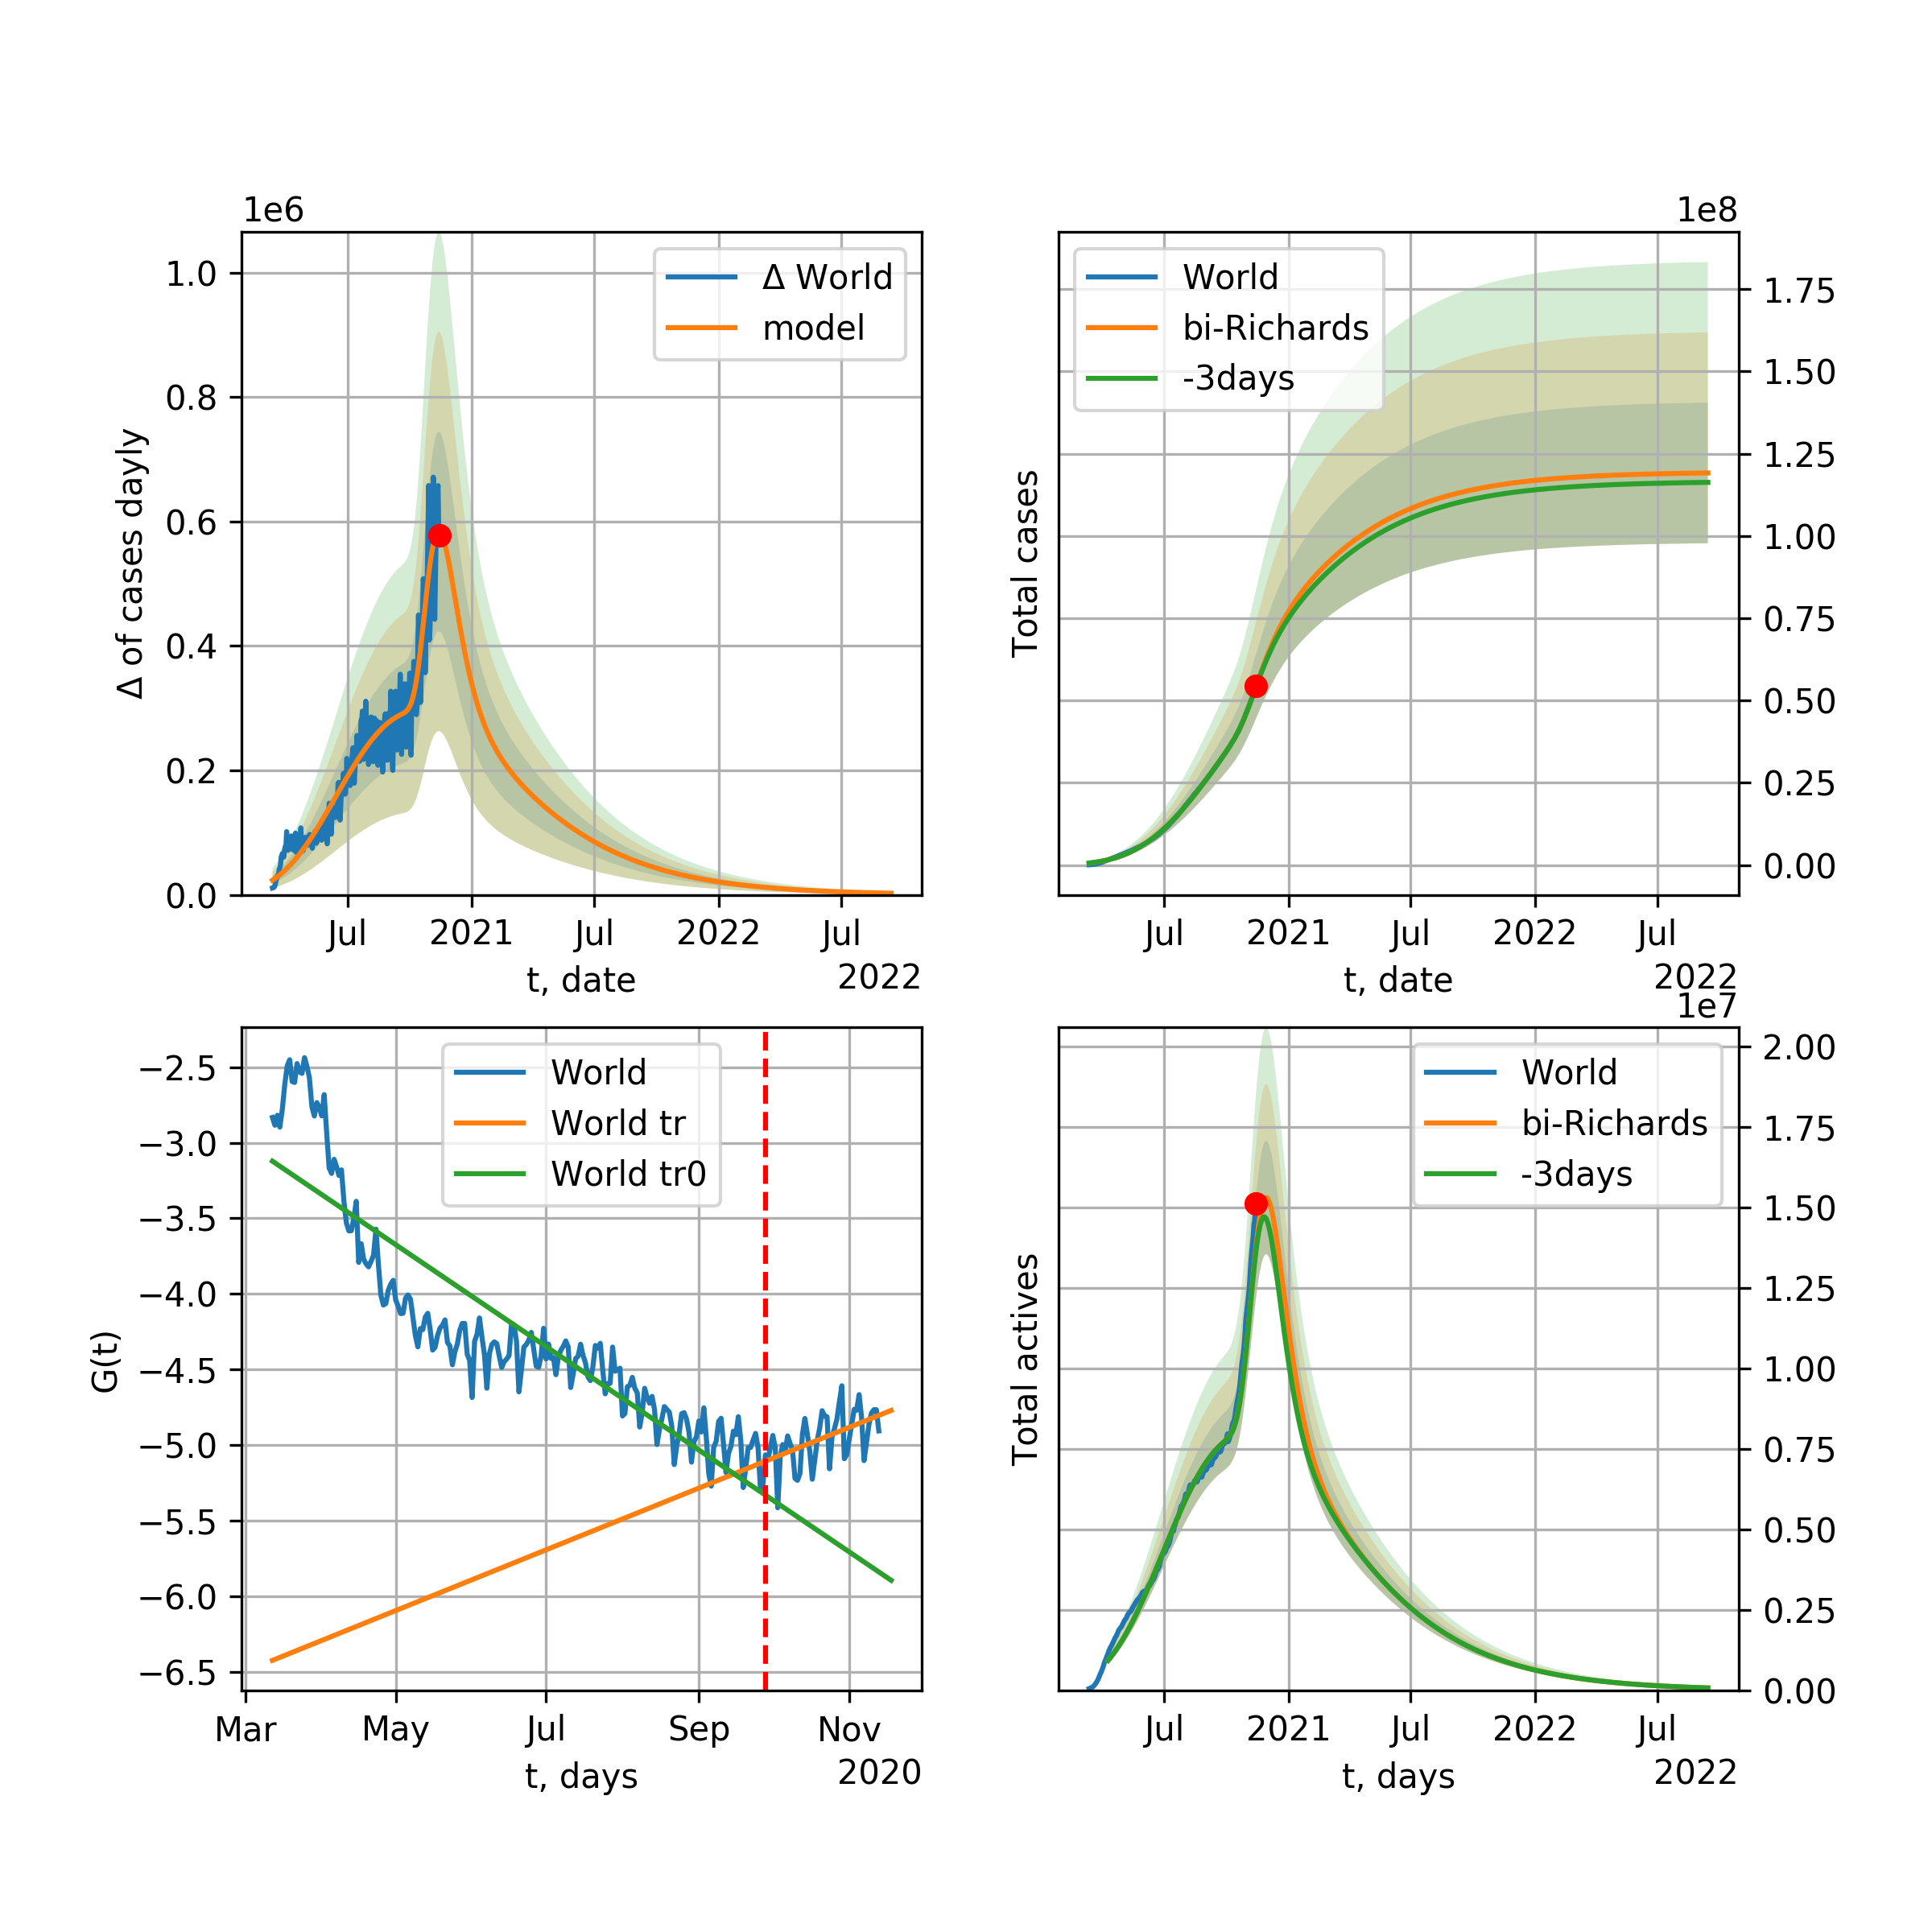 1e6
Δ of cases dayly
1.0
0.8
0.6
0.4
0.2
0.0
Δ World
model
Jul 2021 Jul 2022 Jul
t, date
2022
1e8
Total cases
World
bi-Richards
-3days
1.75
1.50
1.25
1.00
0.75
0.50
0.25
0.00
Jul 2021 Jul 2022 Jul
t, date
2022
G(t)
−2.5
−3.0
−3.5
−4.0
−4.5
−5.0
−5.5
−6.0
−6.5
World
World tr
World tr0
Mar May Jul Sep Nov
t, days
2020
1e7
Total actives
World
bi-Richards
-3days
2.00
1.75
1.50
1.25
1.00
0.75
0.50
0.25
0.00
Jul 2021 Jul 2022 Jul
t, days
2022